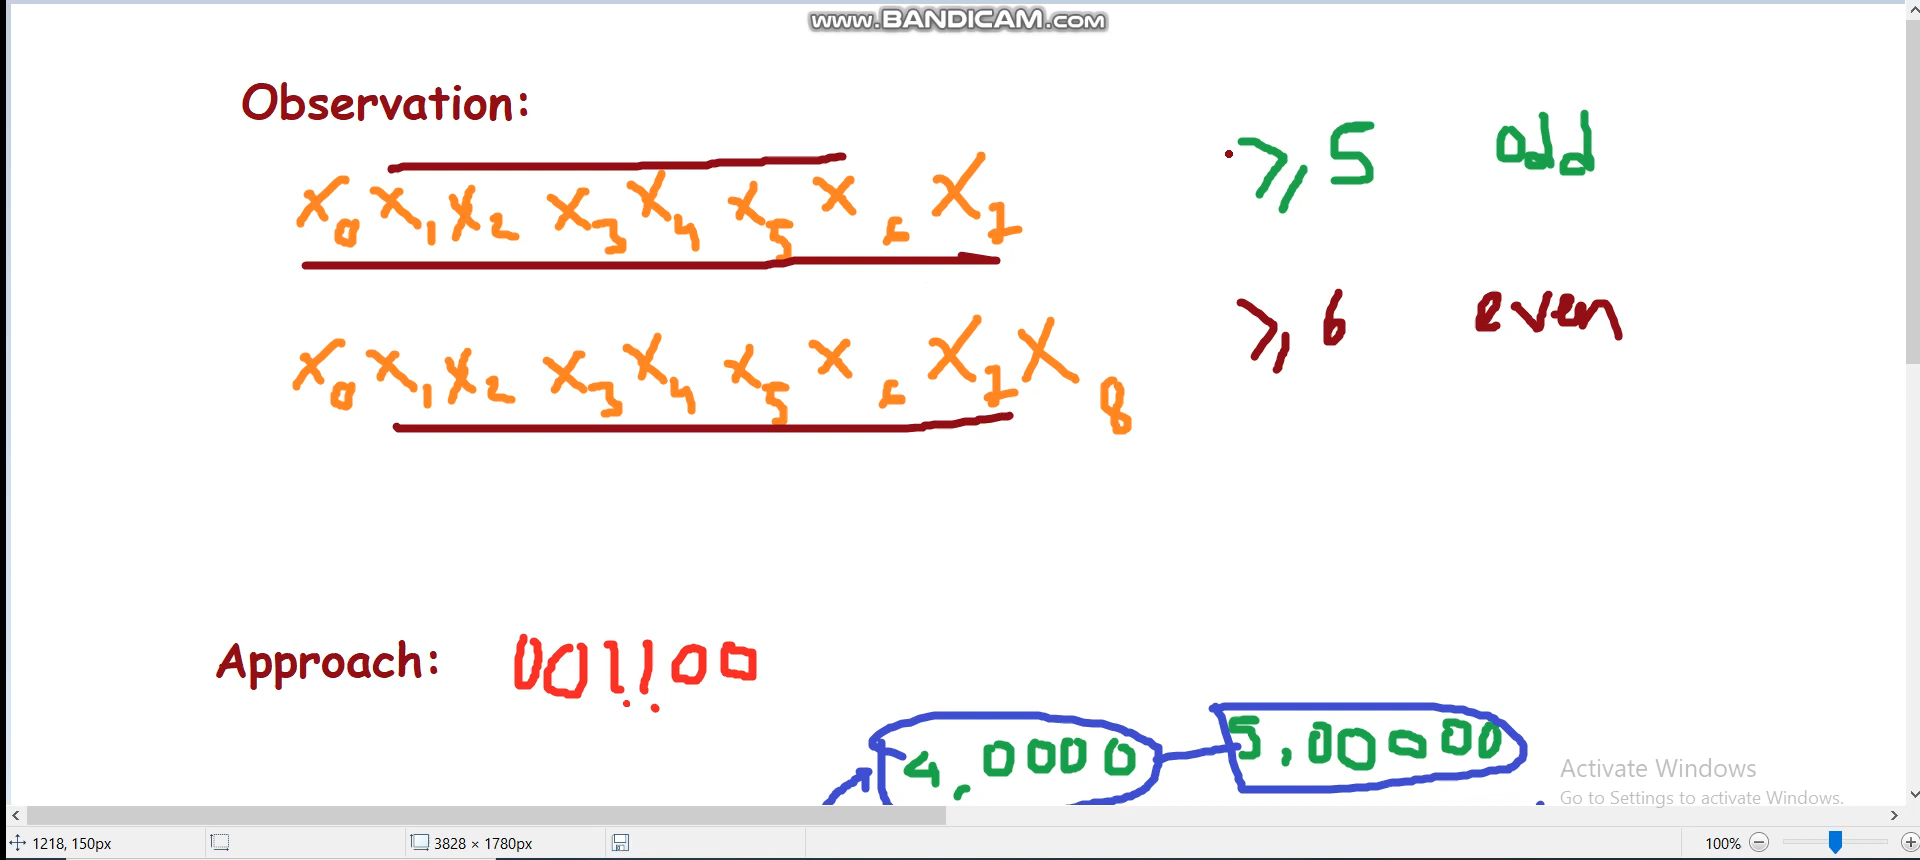 www.BANDICAM.com
Observation:
x0 x1 x2 x3 x4 x5 x6 x7
≥ 5 odd
x0 x1 x2 x3 x4 x5 x6 x7 x8
≥ 6 even
Approach: 001100
4, 0000
5, 00000
Activate Windows
Go to Settings to activate Windows.
1218, 150px
3828 × 1780px
100%